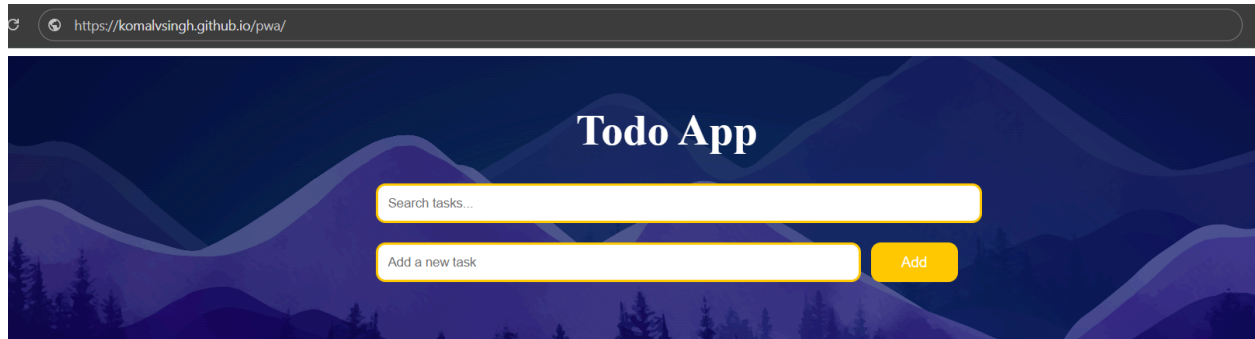 https://komalvsingh.github.io/pwa/
Todo App
Search tasks...
Add a new task
Add